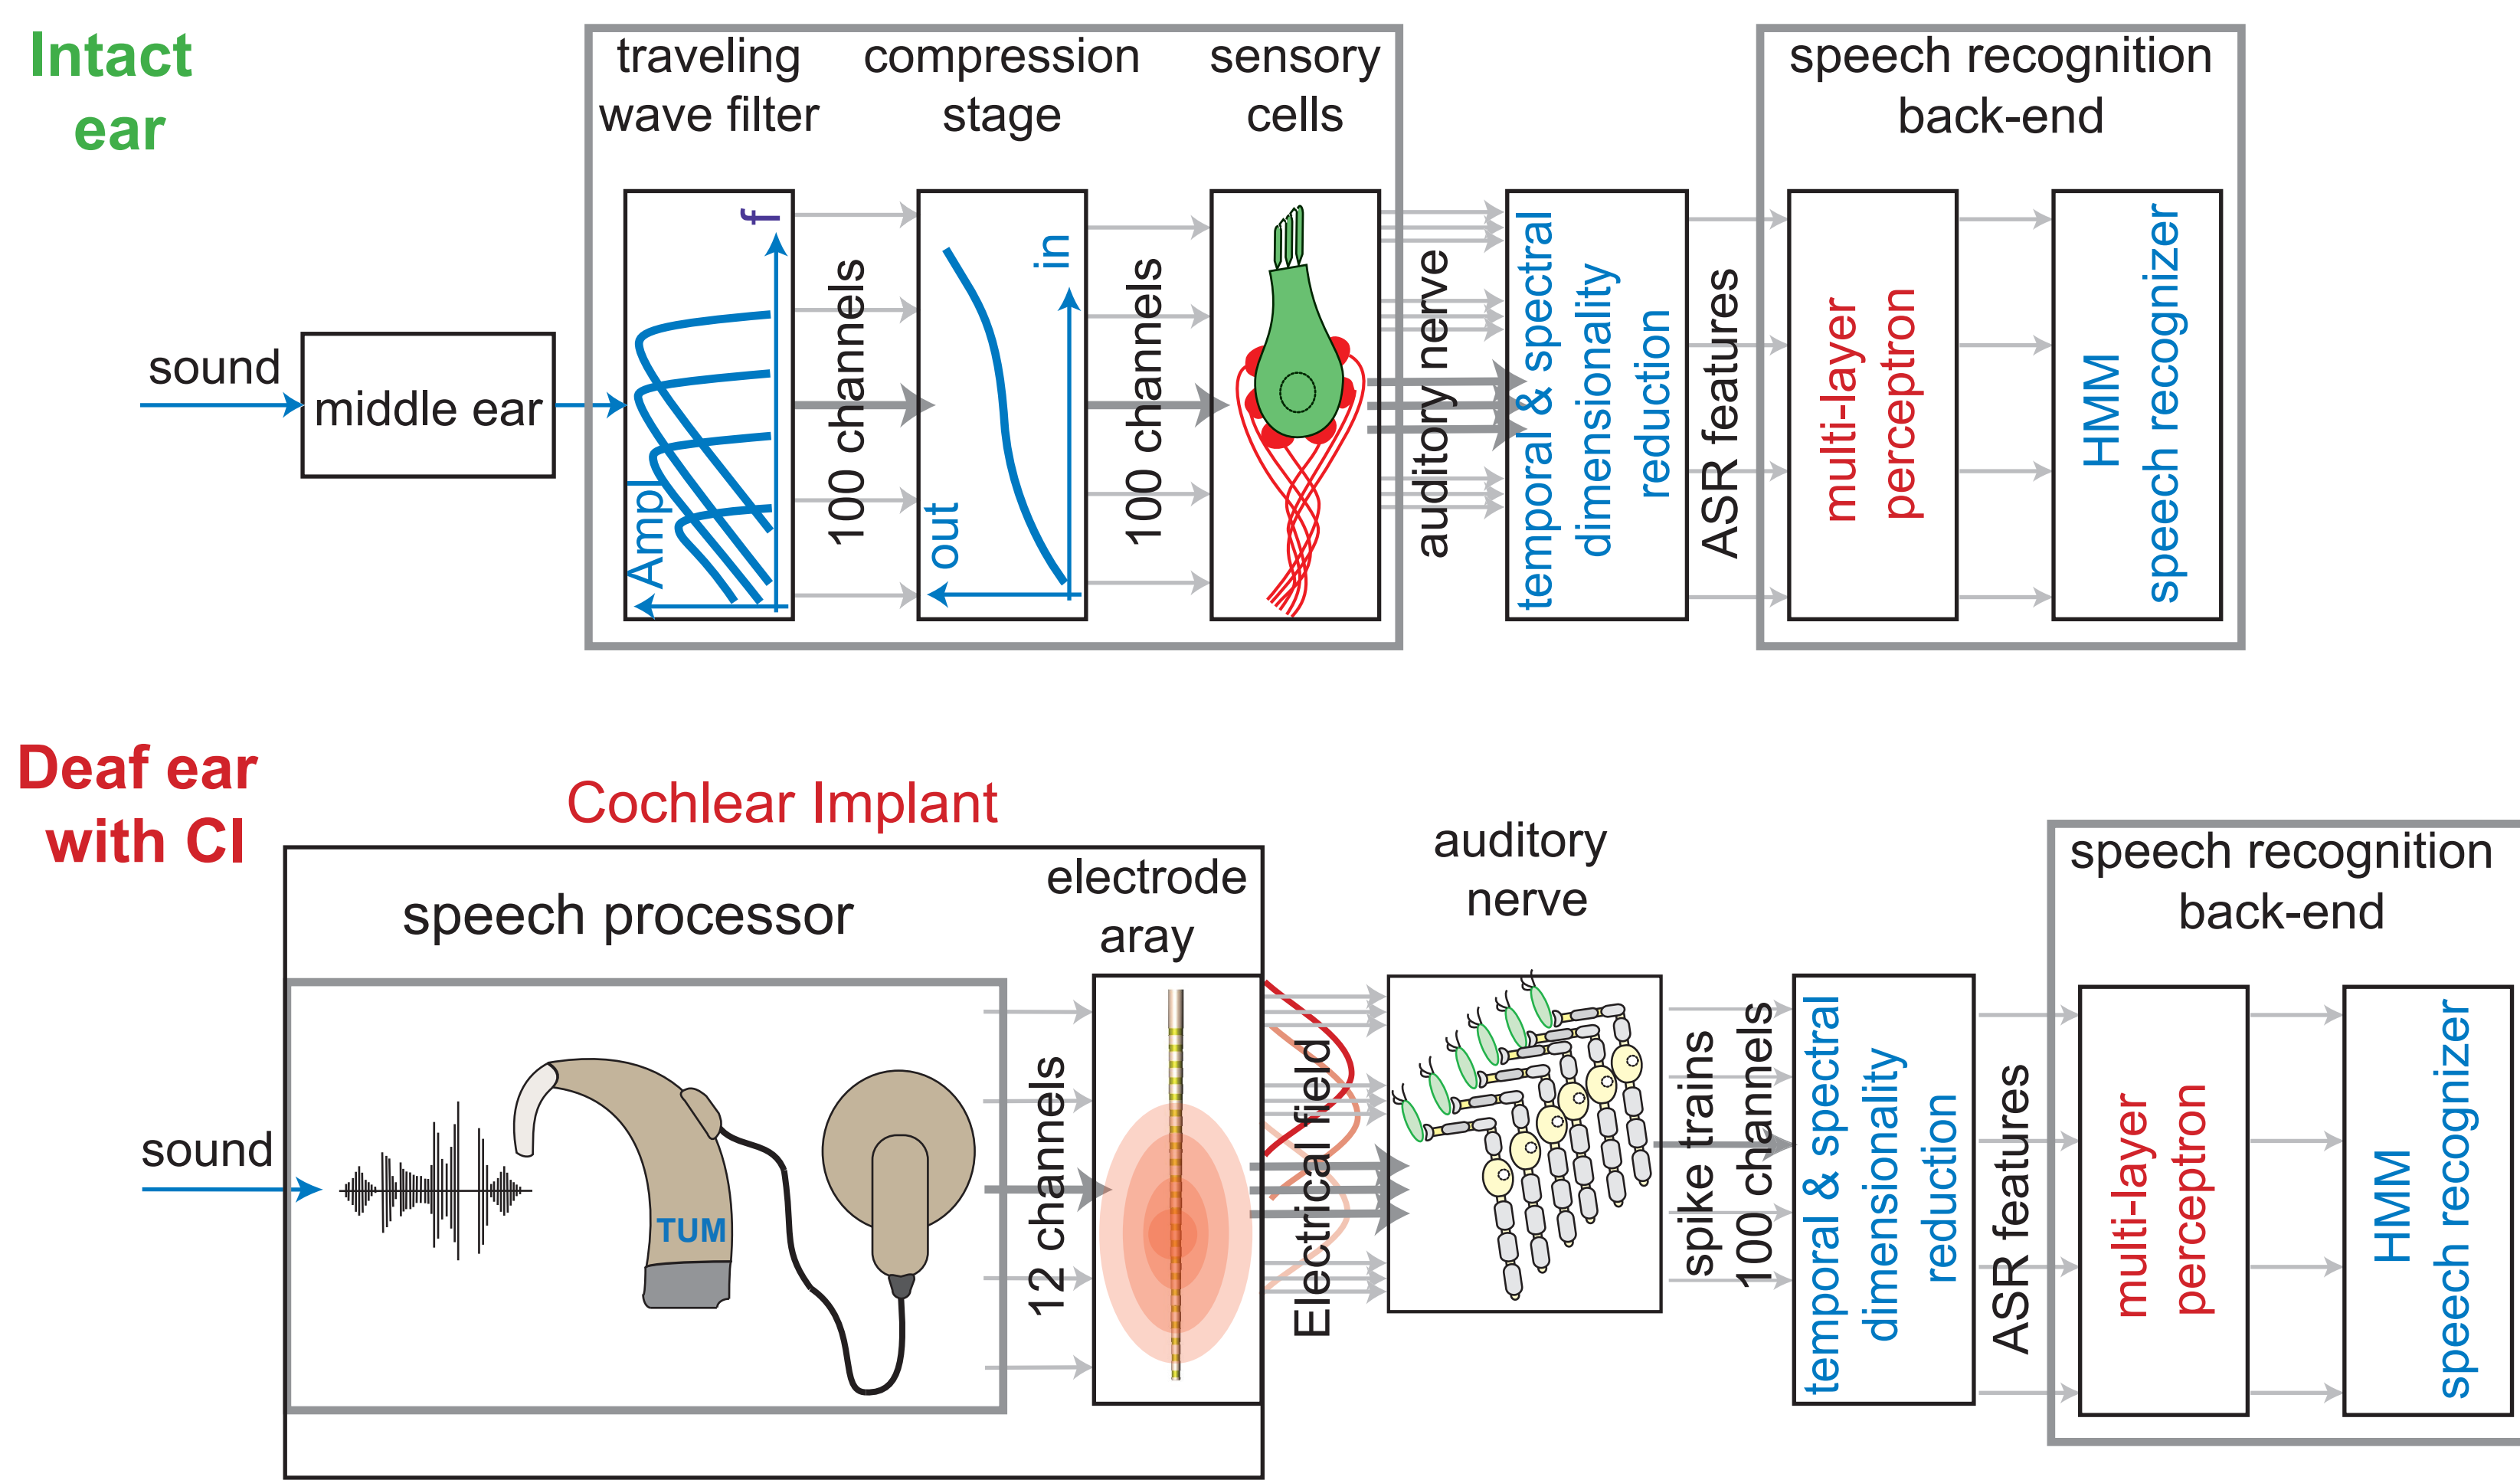 Intact
ear
traveling
wave filter
compression
stage
sensory
cells
speech recognition
back-end
sound
middle ear
Ampl
f
100 channels
out
in
100 channels
auditory nerve
temporal & spectral
dimensionality
reduction
ASR features
multi-layer
perceptron
HMM
speech recognizer
Deaf ear
with CI
Cochlear Implant
speech processor
electrode
aray
auditory
nerve
speech recognition
back-end
sound
TUM
12 channels
Electrical field
spike trains
100 channels
temporal & spectral
dimensionality
reduction
ASR features
multi-layer
perceptron
HMM
speech recognizer